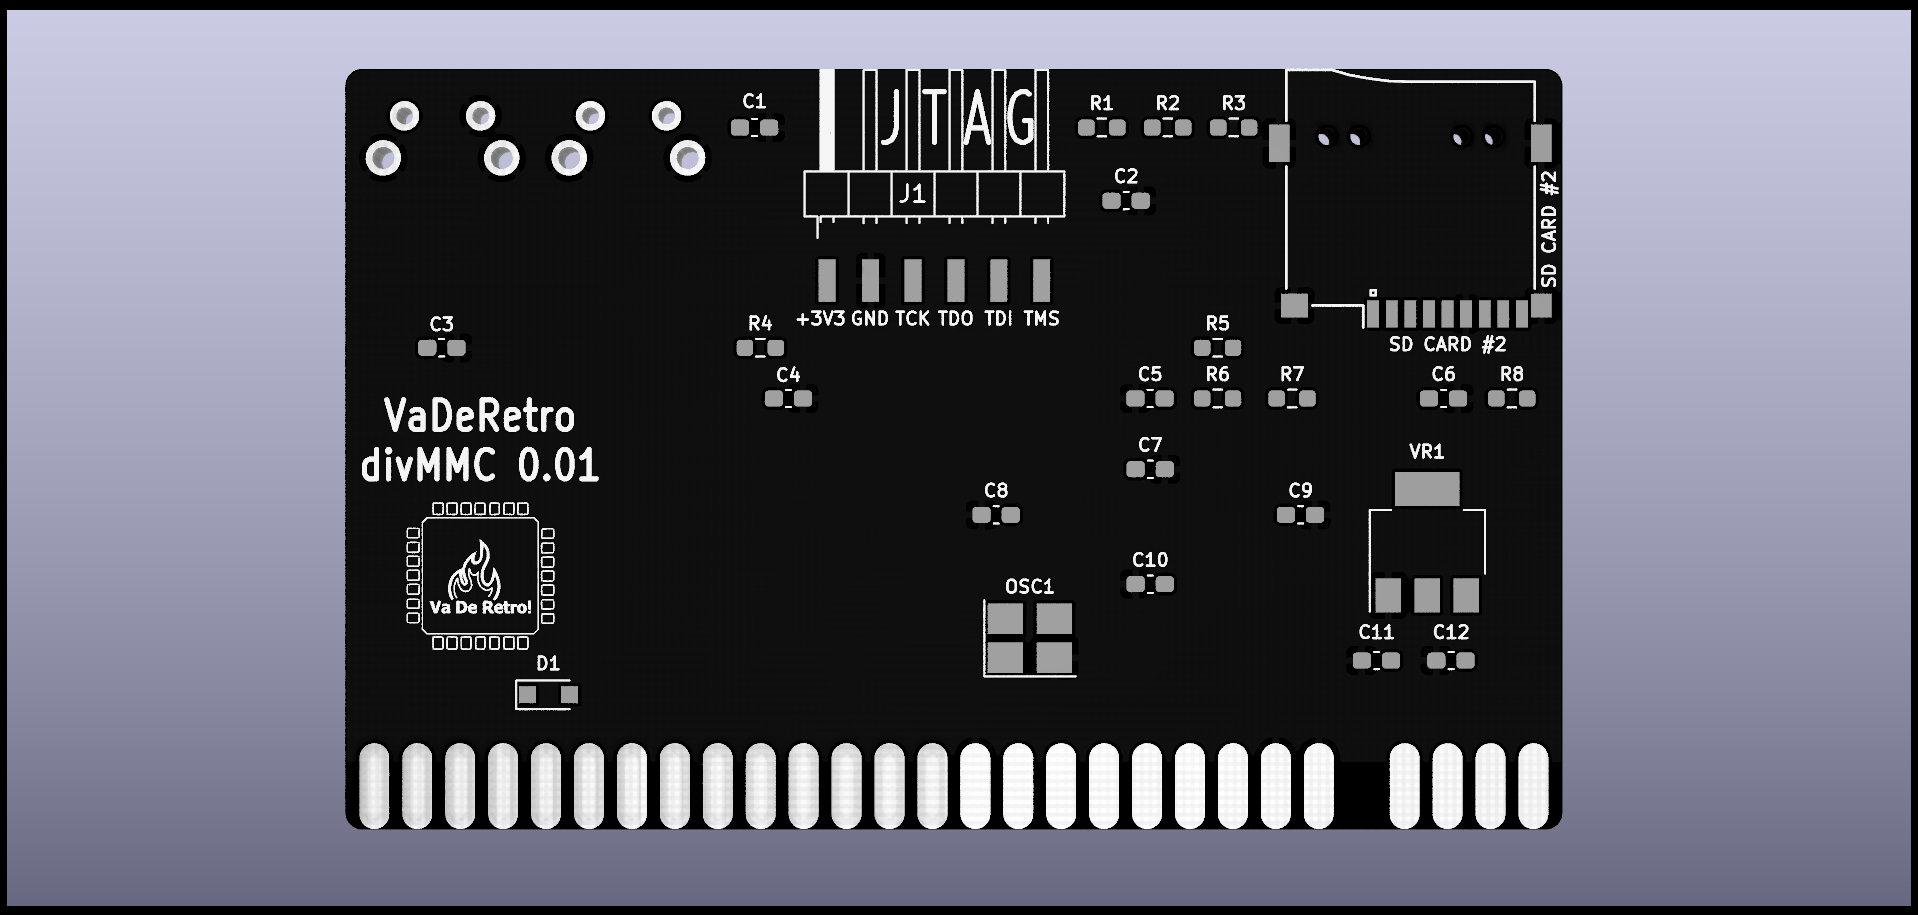 C1
JTAG
R1 R2 R3
C2
J1
SD CARD #2
+3V3 GND TCK TDO TDI TMS
C3
R4
R5
SD CARD #2
C4
C5 R6 R7 C6 R8
VaDeRetro
divMMC 0.01
C7
VR1
C8
C9
C10
OSC1
Va De Retro!
C11 C12
D1